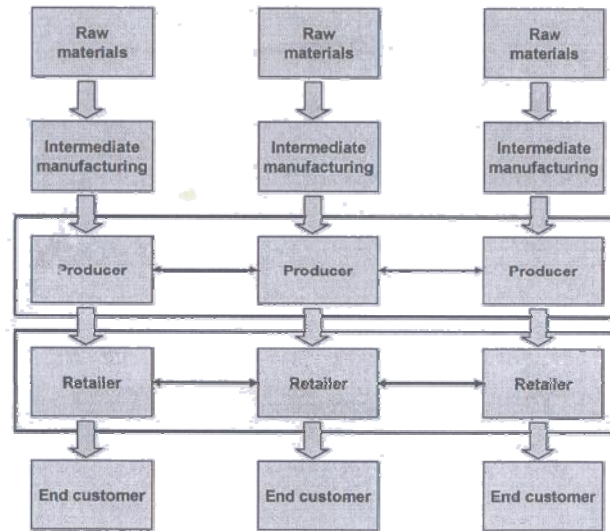 Raw
materials
Raw
materials
Raw
materials
Intermediate
manufacturing
Intermediate
manufacturing
Intermediate
manufacturing
Producer
Producer
Producer
Retailer
Retailer
Retailer
End customer
End customer
End customer